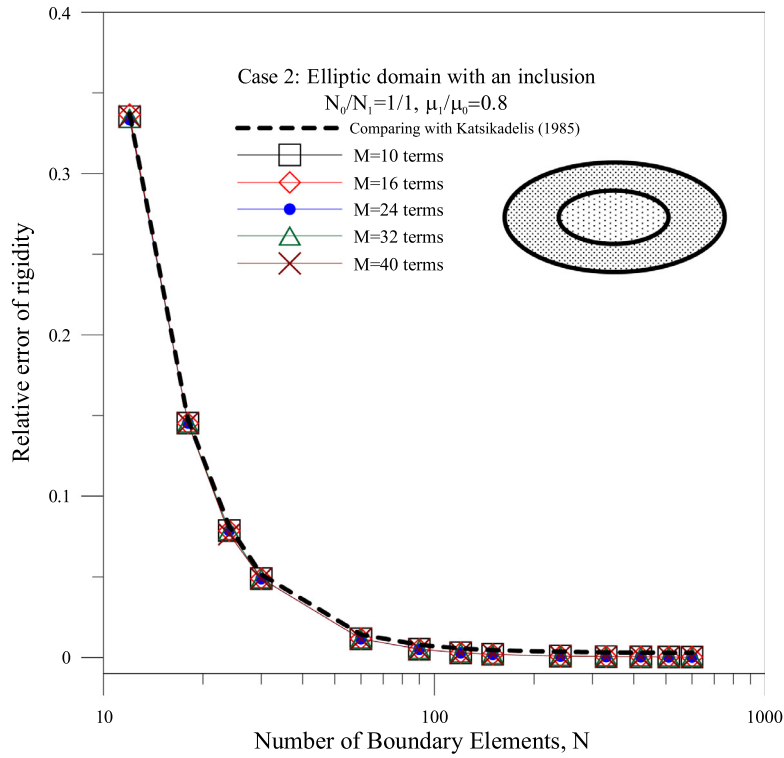 0.4
Case 2: Elliptic domain with an inclusion
N₀/N₁=1/1, μ₁/μ₀=0.8
Comparing with Katsikadelis (1985)
M=10 terms
M=16 terms
M=24 terms
M=32 terms
M=40 terms
0.3
0.2
0.1
0
Relative error of rigidity
10
100
1000
Number of Boundary Elements, N